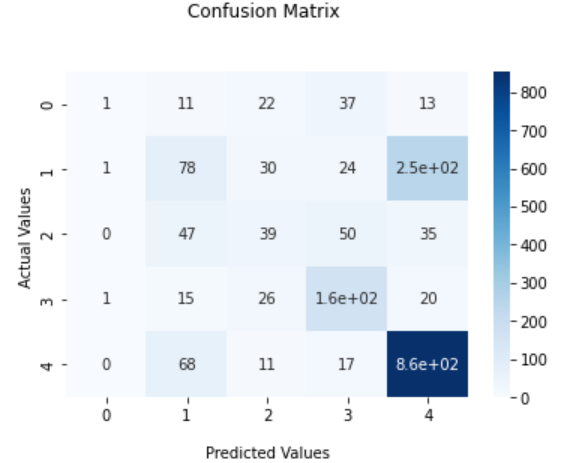 Confusion Matrix
0 1 11 22 37 13
1 1 78 30 24 2.5e+02
2 0 47 39 50 35
3 1 15 26 1.6e+02 20
4 0 68 11 17 8.6e+02
0 1 2 3 4
Actual Values
Predicted Values
800
700
600
500
400
300
200
100
0